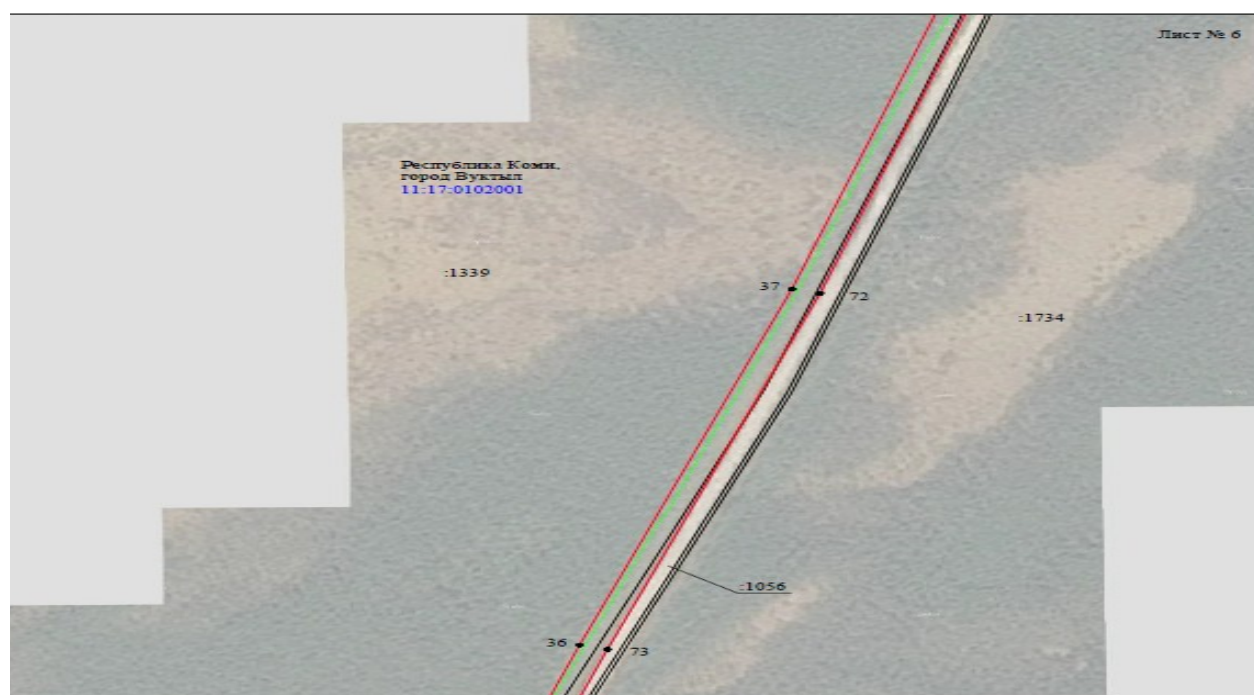 Лист № 6
Республика Коми,
город Вуктыл
11:17:0102001
:1339
37
72
:1734
:1056
36
73